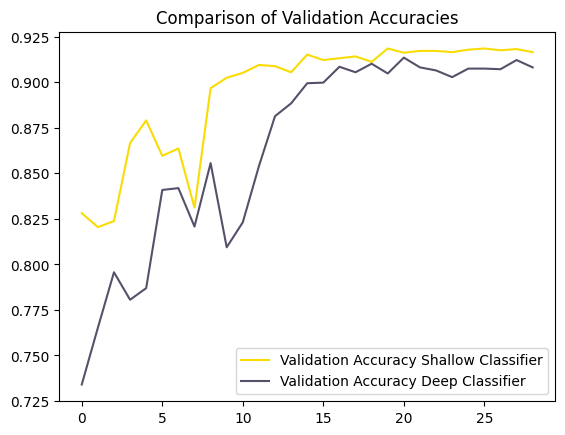 Comparison of Validation Accuracies
0.925
0.900
0.875
0.850
0.825
0.800
0.775
0.750
0.725
Validation Accuracy Shallow Classifier
Validation Accuracy Deep Classifier
0 5 10 15 20 25